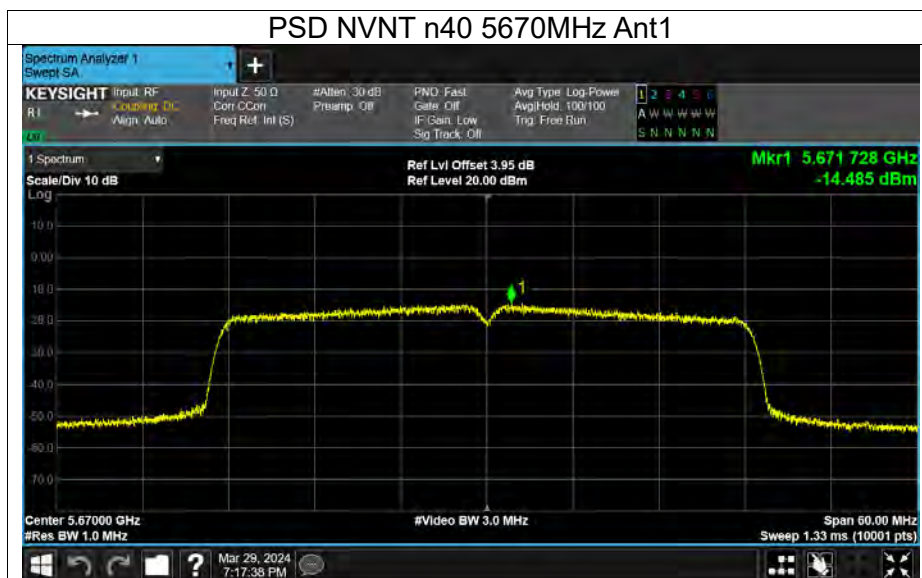 PSD NVNT n40 5670MHz Ant1
Spectrum Analyzer 1
Swept SA
+
KEYSIGHT Input: RF Input Z: 50 Ω #Atten: 30 dB PNO: Fast Avg Type: Log-Power 1 2 3 4 5 6
Coupling: DC Corr CCorr Preamp: Off Gate: Off Avg|Hold: 100/100 A W W W W W
Align: Auto Freq Ref: Int (S) IF Gain: Low Trig: Free Run
Sig Track: Off S N N N N N
1 Spectrum Ref Lvl Offset 3.95 dB Mkr1 5.671 728 GHz
Scale/Div 10 dB Ref Level 20.00 dBm -14.485 dBm
Log
10.0
0.00
-10.0
1
-20.0
-30.0
-40.0
-50.0
-60.0
-70.0
Center 5.67000 GHz #Video BW 3.0 MHz Span 60.00 MHz
#Res BW 1.0 MHz Sweep 1.33 ms (10001 pts)
? Mar 29, 2024
7:17:38 PM